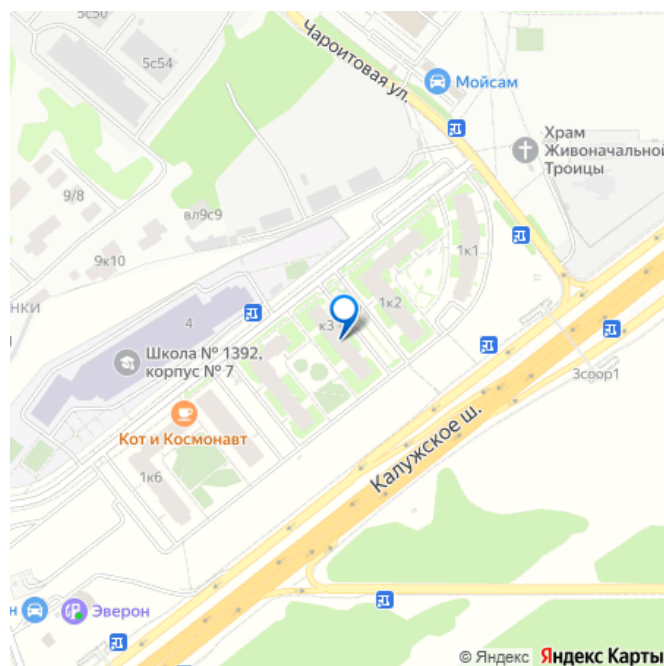 5с50
5с54
Чароитовая ул.
Мойсам
Храм
Живоначальной
Троицы
9/8
вл9с9
9к10
1к1
НКИ
4
к3
1к2
Школа № 1392,
корпус № 7
3соор1
Кот и Космонавт
Калужское ш.
1к6
н
Эверон
© Яндекс Яндекс Карты